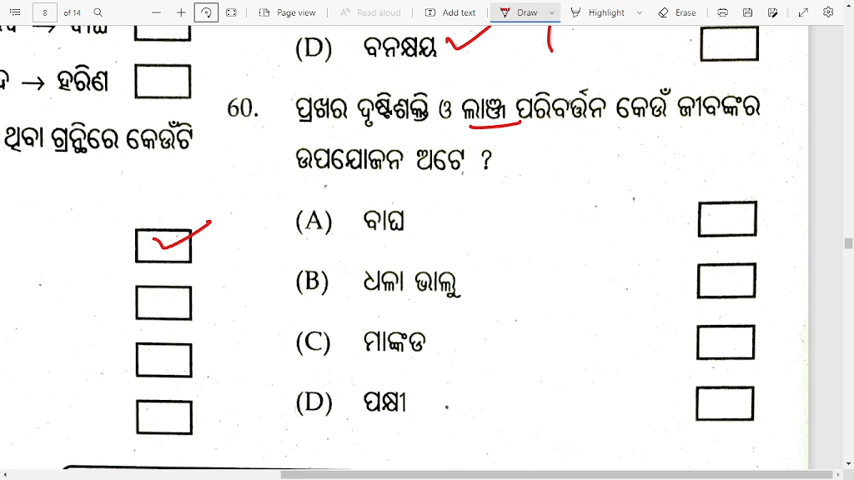 8 of 14 Page view Read aloud Add text Draw Highlight Erase
→ ବାଘ
→ ହରିଣ
ଥିବା ଗ୍ରନ୍ଥିରେ କେଉଁଟି
(D) ବନକ୍ଷୟ
60. ପ୍ରଖର ଦୃଷ୍ଟିଶକ୍ତି ଓ ଲାଞ୍ଜ ପରିବର୍ତ୍ତନ କେଉଁ ଜୀବଙ୍କର
ଉପଯୋଜନ ଅଟେ ?
(A) ବାଘ
(B) ଧଳା ଭାଲୁ
(C) ମାଙ୍କଡ
(D) ପକ୍ଷୀ